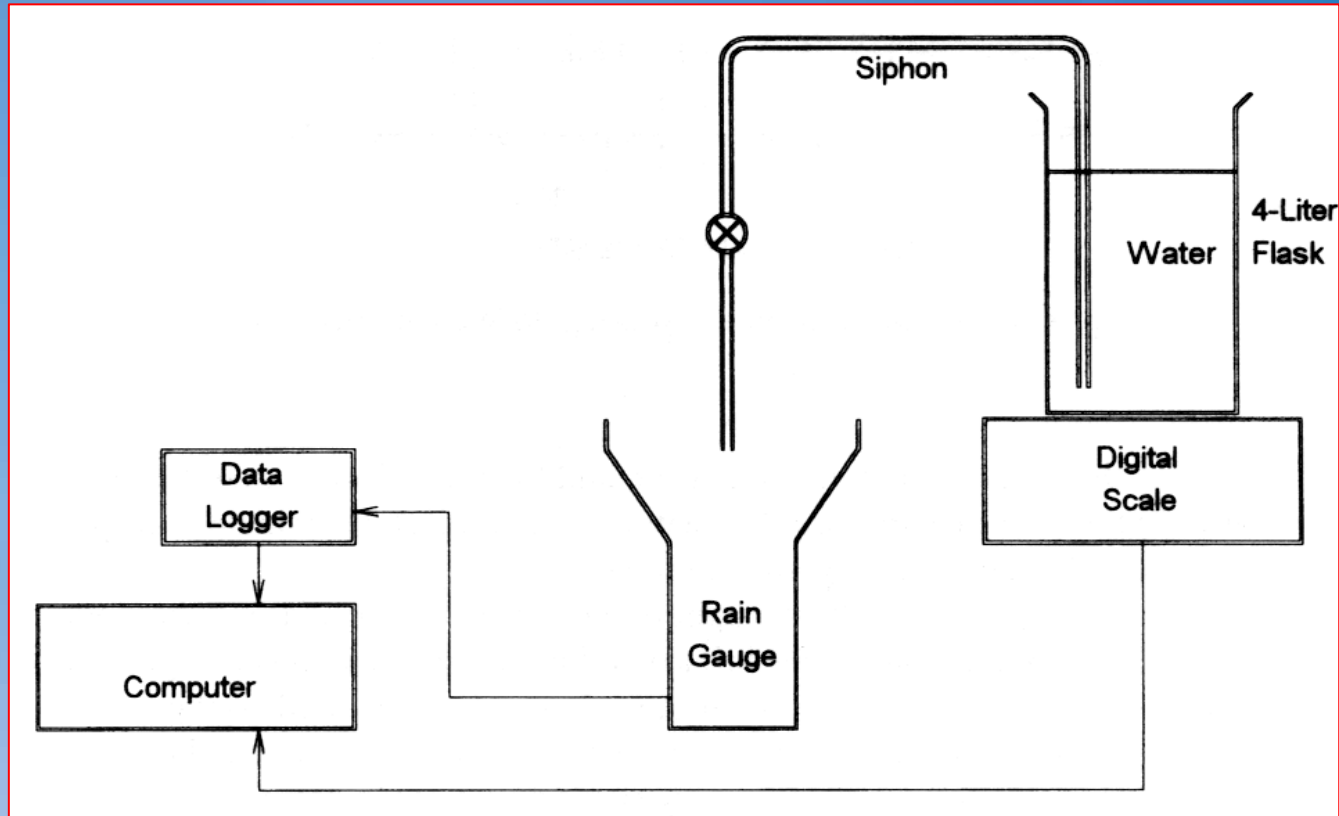 Siphon
4-Liter
Flask
Water
Digital
Scale
Data
Logger
Rain
Gauge
Computer